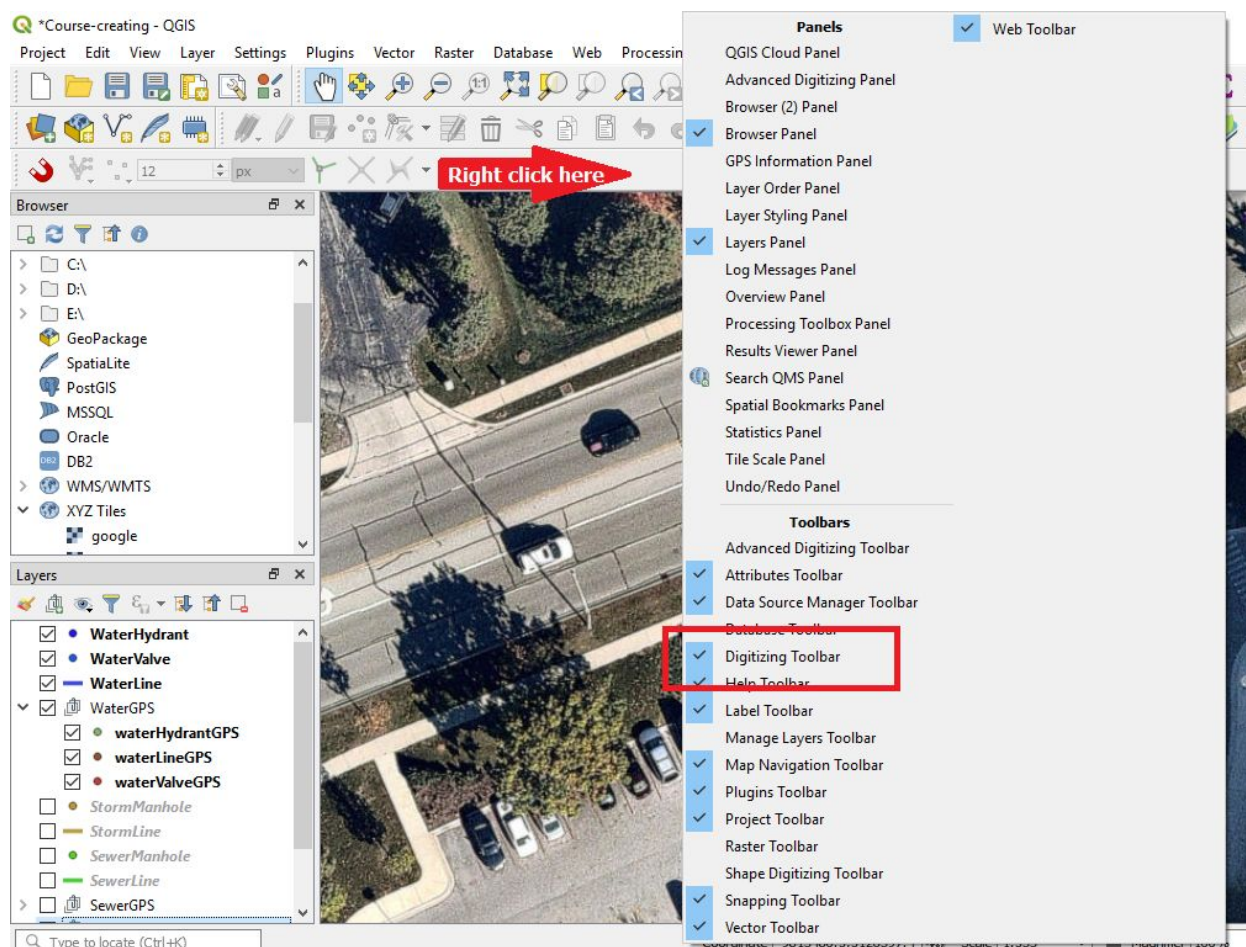 *Course-creating - QGIS
Project Edit View Layer Settings Plugins Vector Raster Database Web Processin
a
1:1
12 px
Right click here
Browser
C:\
D:\
E:\
GeoPackage
SpatiaLite
PostGIS
MSSQL
Oracle
DB2
WMS/WMTS
XYZ Tiles
google
Layers
WaterHydrant
WaterValve
WaterLine
WaterGPS
waterHydrantGPS
waterLineGPS
waterValveGPS
StormManhole
StormLine
SewerManhole
SewerLine
SewerGPS
Type to locate (Ctrl+K)
Panels
QGIS Cloud Panel
Advanced Digitizing Panel
Browser (2) Panel
Browser Panel
GPS Information Panel
Layer Order Panel
Layer Styling Panel
Layers Panel
Log Messages Panel
Overview Panel
Processing Toolbox Panel
Results Viewer Panel
Search QMS Panel
Spatial Bookmarks Panel
Statistics Panel
Tile Scale Panel
Undo/Redo Panel
Toolbars
Advanced Digitizing Toolbar
Attributes Toolbar
Data Source Manager Toolbar
Database Toolbar
Digitizing Toolbar
Help Toolbar
Label Toolbar
Manage Layers Toolbar
Map Navigation Toolbar
Plugins Toolbar
Project Toolbar
Raster Toolbar
Shape Digitizing Toolbar
Snapping Toolbar
Vector Toolbar
Web Toolbar